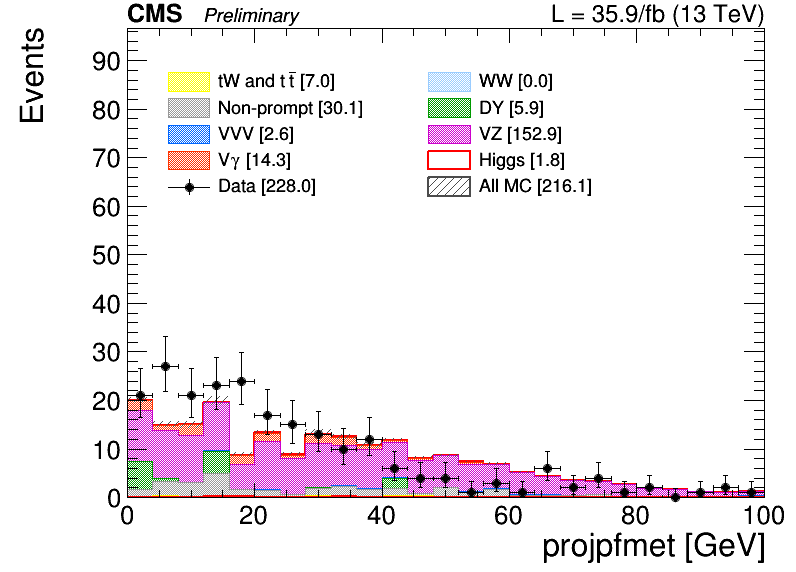 CMS Preliminary L = 35.9/fb (13 TeV)
Events
90
80
70
60
50
40
30
20
10
0
tW and t t̅ [7.0] WW [0.0]
Non-prompt [30.1] DY [5.9]
VVV [2.6] VZ [152.9]
Vγ [14.3] Higgs [1.8]
Data [228.0] All MC [216.1]
0 20 40 60 80 100
projpfmet [GeV]